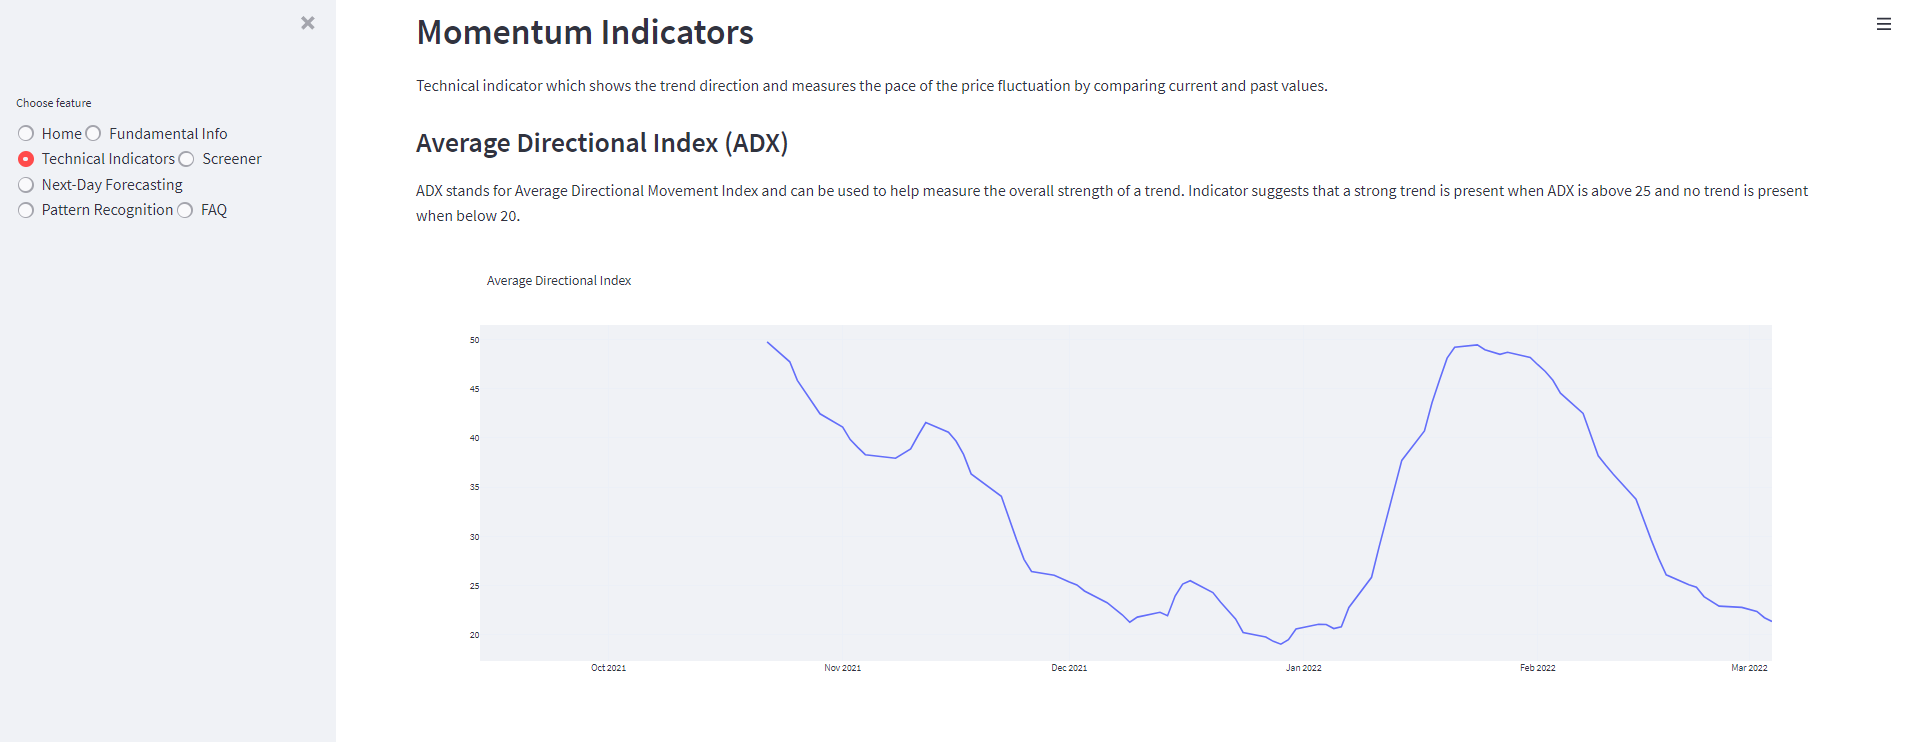 Choose feature
Home Fundamental Info
Technical Indicators Screener
Next-Day Forecasting
Pattern Recognition FAQ
Momentum Indicators
Technical indicator which shows the trend direction and measures the pace of the price fluctuation by comparing current and past values.
Average Directional Index (ADX)
ADX stands for Average Directional Movement Index and can be used to help measure the overall strength of a trend. Indicator suggests that a strong trend is present when ADX is above 25 and no trend is present
when below 20.
Average Directional Index
50
45
40
35
30
25
20
Oct 2021 Nov 2021 Dec 2021 Jan 2022 Feb 2022 Mar 2022